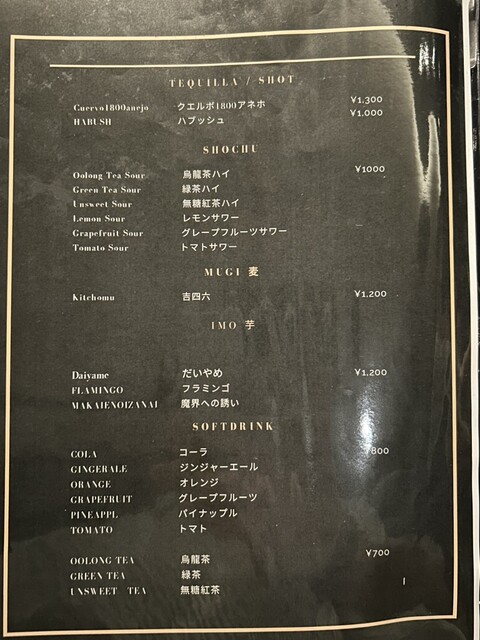 TEQUILLA / SHOT
Cuervo1800anejo クエルボ1800アネホ ¥1,300
HABUSH ハブッシュ ¥1,000
SHOCHU
Oolong Tea Sour 烏龍茶ハイ ¥1000
Green Tea Sour 緑茶ハイ
Unsweet Sour 無糖紅茶ハイ
Lemon Sour レモンサワー
Grapefruit Sour グレープフルーツサワー
Tomato Sour トマトサワー
MUGI 麦
Kitchomu 吉四六 ¥1,200
IMO 芋
Daiyame だいやめ ¥1,200
FLAMINGO フラミンゴ
MAKAIENOIZANAI 魔界への誘い
SOFTDRINK
COLA コーラ ¥800
GINGERALE ジンジャーエール
ORANGE オレンジ
GRAPEFRUIT グレープフルーツ
PINEAPPL パイナップル
TOMATO トマト
¥700
OOLONG TEA 烏龍茶
GREEN TEA 緑茶
UNSWEET TEA 無糖紅茶